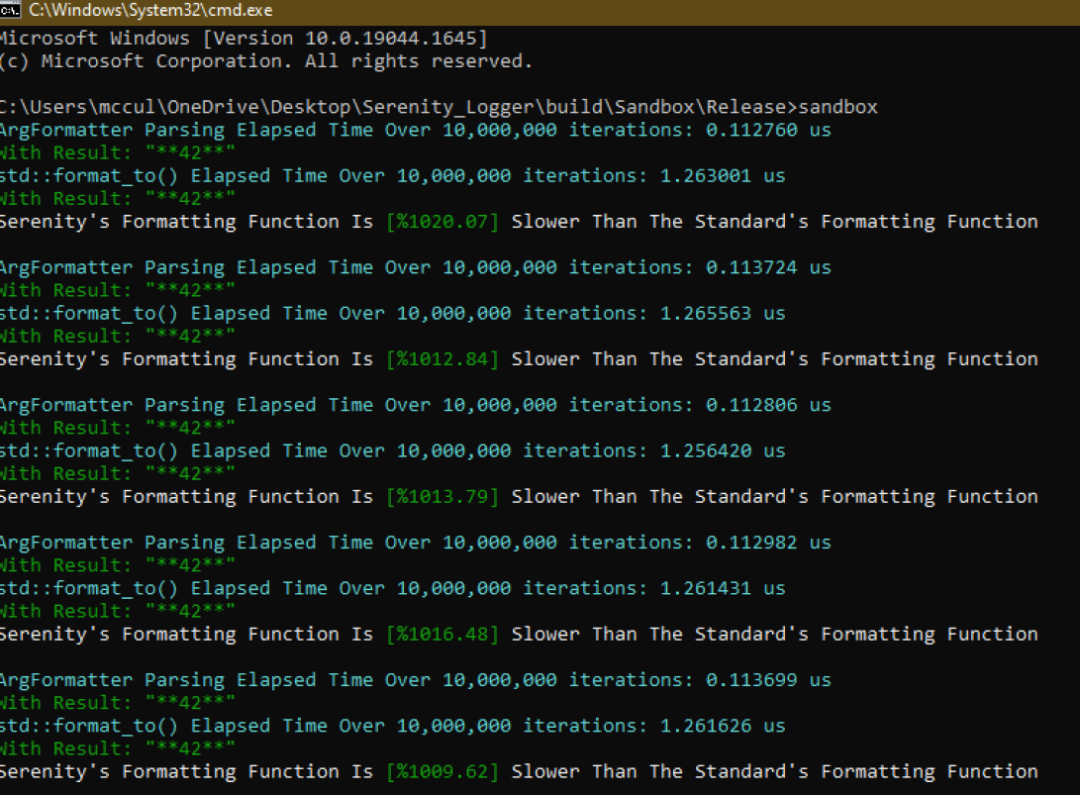 C:\Windows\System32\cmd.exe
Microsoft Windows [Version 10.0.19044.1645]
(c) Microsoft Corporation. All rights reserved.
C:\Users\mccul\OneDrive\Desktop\Serenity_Logger\build\Sandbox\Release>sandbox
ArgFormatter Parsing Elapsed Time Over 10,000,000 iterations: 0.112760 us
With Result: "**42**"
std::format_to() Elapsed Time Over 10,000,000 iterations: 1.263001 us
With Result: "**42**"
Serenity's Formatting Function Is [%1020.07] Slower Than The Standard's Formatting Function
ArgFormatter Parsing Elapsed Time Over 10,000,000 iterations: 0.113724 us
With Result: "**42**"
std::format_to() Elapsed Time Over 10,000,000 iterations: 1.265563 us
With Result: "**42**"
Serenity's Formatting Function Is [%1012.84] Slower Than The Standard's Formatting Function
ArgFormatter Parsing Elapsed Time Over 10,000,000 iterations: 0.112806 us
With Result: "**42**"
std::format_to() Elapsed Time Over 10,000,000 iterations: 1.256420 us
With Result: "**42**"
Serenity's Formatting Function Is [%1013.79] Slower Than The Standard's Formatting Function
ArgFormatter Parsing Elapsed Time Over 10,000,000 iterations: 0.112982 us
With Result: "**42**"
std::format_to() Elapsed Time Over 10,000,000 iterations: 1.261431 us
With Result: "**42**"
Serenity's Formatting Function Is [%1016.48] Slower Than The Standard's Formatting Function
ArgFormatter Parsing Elapsed Time Over 10,000,000 iterations: 0.113699 us
With Result: "**42**"
std::format_to() Elapsed Time Over 10,000,000 iterations: 1.261626 us
With Result: "**42**"
Serenity's Formatting Function Is [%1009.62] Slower Than The Standard's Formatting Function